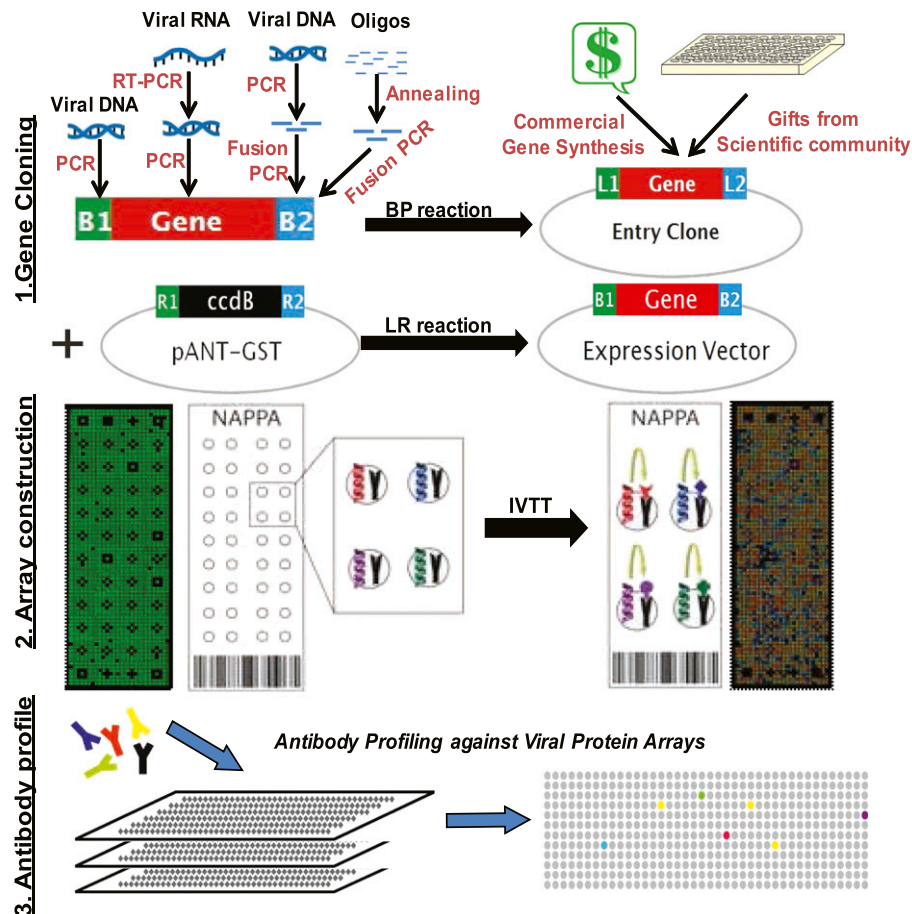 Viral RNA
Viral DNA
Oligos
$
RT-PCR
PCR
Annealing
Viral DNA
Commercial
Gene Synthesis
Gifts from
Scientific community
PCR
PCR
Fusion
PCR
Fusion PCR
1.Gene Cloning
B1
Gene
B2
BP reaction
L1
Gene
L2
Entry Clone
R1
ccdB
R2
+
pANT-GST
LR reaction
B1
Gene
B2
Expression Vector
2. Array construction
NAPPA
IVTT
NAPPA
3. Antibody profile
Antibody Profiling against Viral Protein Arrays